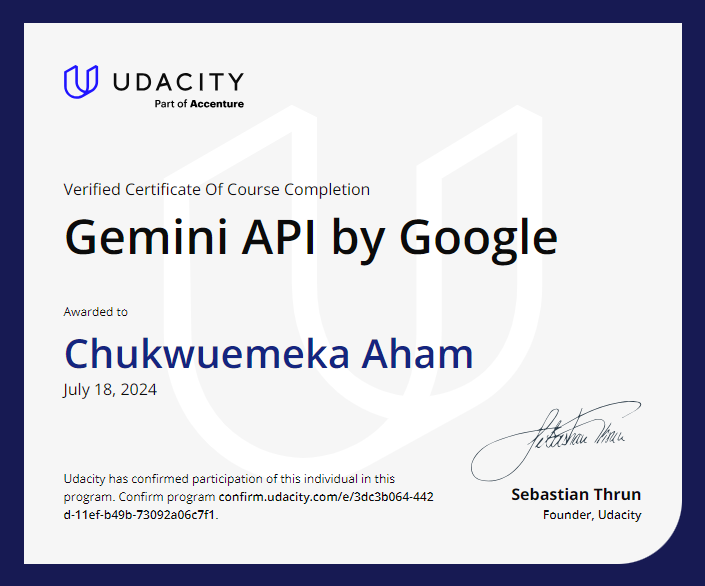 UDACITY
Part of Accenture
Verified Certificate Of Course Completion
Gemini API by Google
Awarded to
Chukwuemeka Aham
July 18, 2024
Udacity has confirmed participation of this individual in this
program. Confirm program confirm.udacity.com/e/3dc3b064-442
d-11ef-b49b-73092a06c7f1.
Sebastian Thrun
Sebastian Thrun
Founder, Udacity